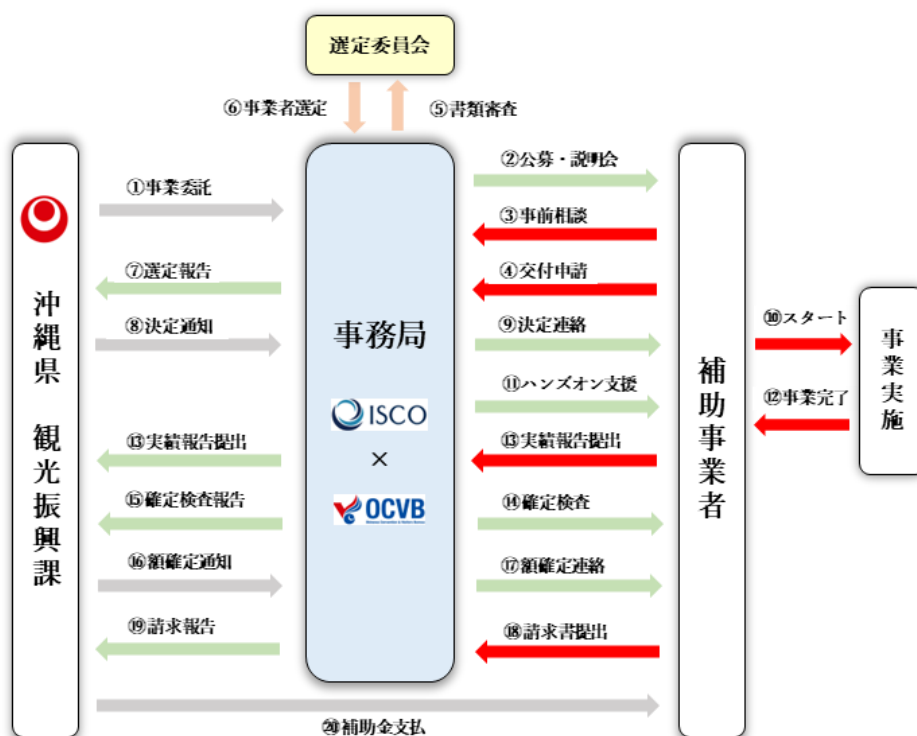 選定委員会
⑥事業者選定
⑤書類審査
②公募・説明会
①事業委託
③事前相談
⑦選定報告
④交付申請
⑧決定通知
⑨決定連絡
⑩スタート
⑪ハンズオン支援
⑫事業完了
⑬実績報告提出
⑬実績報告提出
⑮確定検査報告
⑭確定検査
⑯額確定通知
⑰額確定連絡
⑲請求報告
⑱請求書提出
⑳補助金支払
沖縄県 観光振興課
事務局
ISCO
×
OCVB
補助事業者
事業実施